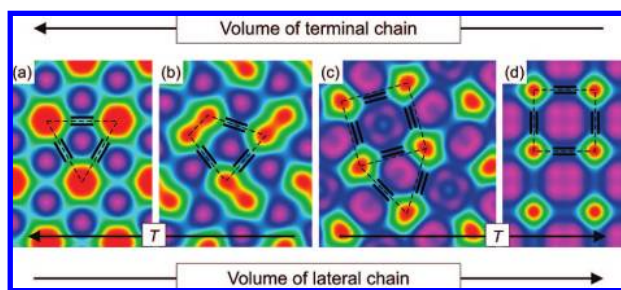 Volume of terminal chain
(a)
(b)
(c)
(d)
T
T
Volume of lateral chain